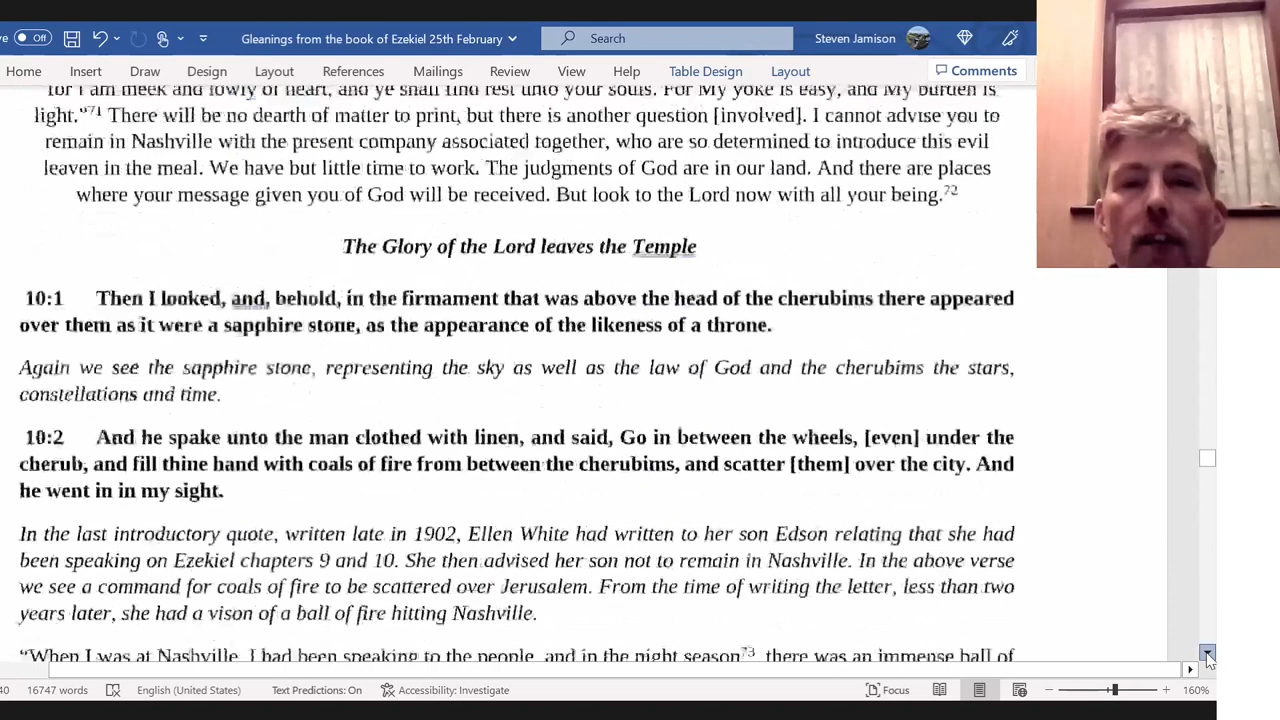 Off
Gleanings from the book of Ezekiel 25th February
Search
Steven Jamison
Home Insert Draw Design Layout References Mailings Review View Help Table Design Layout Comments
for I am meek and lowly of heart, and ye shall find rest unto your souls. For My yoke is easy, and My burden is
light."71 There will be no dearth of matter to print, but there is another question [involved]. I cannot advise you to
remain in Nashville with the present company associated together, who are so determined to introduce this evil
leaven in the meal. We have but little time to work. The judgments of God are in our land. And there are places
where your message given you of God will be received. But look to the Lord now with all your being.72
The Glory of the Lord leaves the Temple
10:1 Then I looked, and, behold, in the firmament that was above the head of the cherubims there appeared
over them as it were a sapphire stone, as the appearance of the likeness of a throne.
Again we see the sapphire stone, representing the sky as well as the law of God and the cherubims the stars,
constellations and time.
10:2 And he spake unto the man clothed with linen, and said, Go in between the wheels, [even] under the
cherub, and fill thine hand with coals of fire from between the cherubims, and scatter [them] over the city. And
he went in in my sight.
In the last introductory quote, written late in 1902, Ellen White had written to her son Edson relating that she had
been speaking on Ezekiel chapters 9 and 10. She then advised her son not to remain in Nashville. In the above verse
we see a command for coals of fire to be scattered over Jerusalem. From the time of writing the letter, less than two
years later, she had a vison of a ball of fire hitting Nashville.
"When I was at Nashville, I had been speaking to the people, and in the night season73, there was an immense ball of
40 16747 words English (United States) Text Predictions: On Accessibility: Investigate Focus 160%